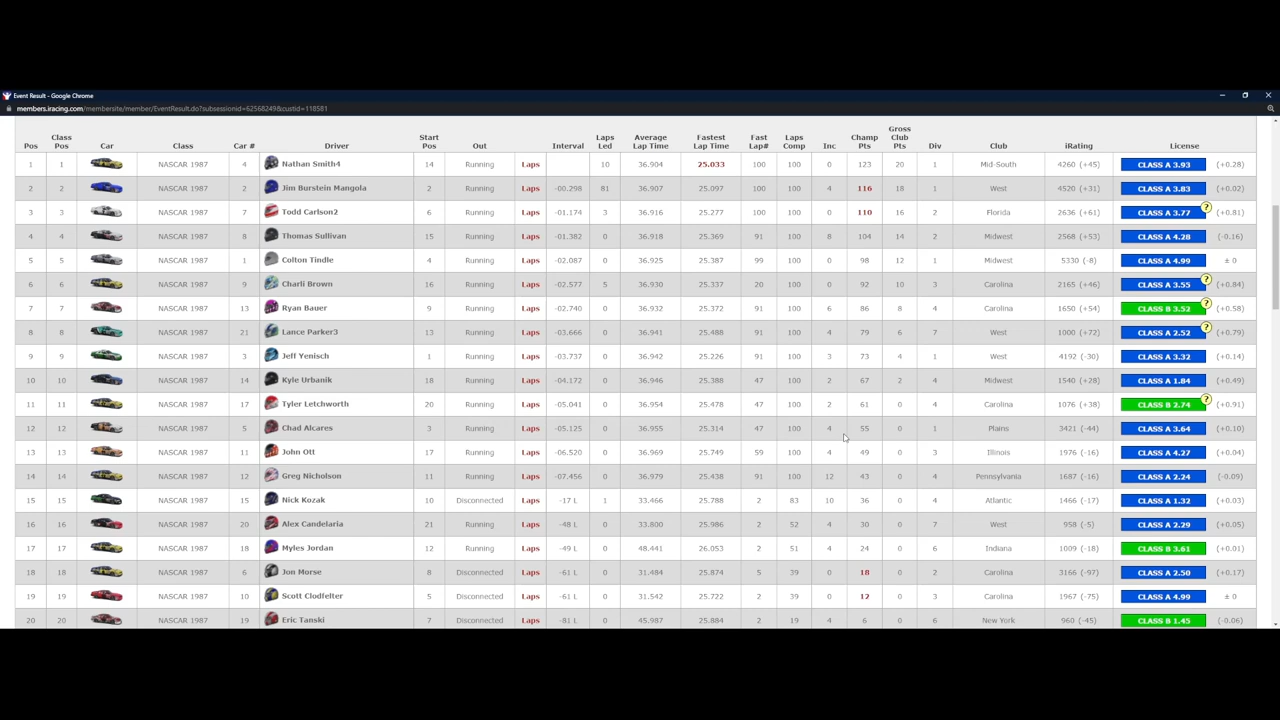 Event Result - Google Chrome
members.iracing.com/membersite/member/EventResult.do?subsessionid=62568249&custid=118581
Pos Class Pos Car Class Car # Driver Start Pos Out Interval Laps Led Average Lap Time Fastest Lap Time Fast Lap# Laps Comp Inc Champ Pts Gross Club Pts Div Club iRating License
1 1 NASCAR 1987 4 Nathan Smith4 14 Running Laps 10 36.904 25.033 100 100 0 123 20 1 Mid-South 4260 (+45) CLASS A 3.93 (+0.28)
2 2 NASCAR 1987 2 Jim Burstein Mangola 2 Running Laps -00.298 81 36.907 25.097 100 100 4 116 18 1 West 4520 (+31) CLASS A 3.83 (+0.02)
3 3 NASCAR 1987 7 Todd Carlson2 6 Running Laps -01.174 3 36.916 25.277 100 100 0 110 16 2 Florida 2636 (+61) CLASS A 3.77 ? (+0.81)
4 4 NASCAR 1987 8 Thomas Sullivan 15 Running Laps -01.382 0 36.918 25.369 91 100 8 104 14 2 Midwest 2568 (+53) CLASS A 4.28 (-0.16)
5 5 NASCAR 1987 1 Colton Tindle 4 Running Laps -02.087 0 36.925 25.387 99 100 0 98 12 1 Midwest 5330 (-8) CLASS A 4.99 ± 0
6 6 NASCAR 1987 9 Charli Brown 16 Running Laps -02.577 5 36.930 25.337 20 100 0 92 10 3 Carolina 2165 (+46) CLASS A 3.55 ? (+0.84)
7 7 NASCAR 1987 13 Ryan Bauer 9 Running Laps -02.740 0 36.932 25.372 91 100 6 86 8 4 Carolina 1650 (+54) CLASS B 3.52 ? (+0.58)
8 8 NASCAR 1987 21 Lance Parker3 13 Running Laps -03.666 0 36.941 25.488 91 100 4 79 6 7 West 1000 (+72) CLASS A 2.52 ? (+0.79)
9 9 NASCAR 1987 3 Jeff Yenisch 1 Running Laps -03.737 0 36.942 25.226 91 100 3 73 4 1 West 4192 (-30) CLASS A 3.32 (+0.14)
10 10 NASCAR 1987 14 Kyle Urbanik 18 Running Laps -04.172 0 36.946 25.388 47 100 2 67 2 4 Midwest 1540 (+28) CLASS A 1.84 (+0.49)
11 11 NASCAR 1987 17 Tyler Letchworth 20 Running Laps -05.041 0 36.954 25.478 47 100 2 61 0 4 Carolina 1076 (+38) CLASS B 2.74 ? (+0.91)
12 12 NASCAR 1987 5 Chad Alcares 3 Running Laps -05.125 0 36.955 25.314 47 100 4 55 0 1 Plains 3421 (-44) CLASS A 3.64 (+0.10)
13 13 NASCAR 1987 11 John Ott 17 Running Laps -06.520 0 36.969 25.749 59 100 4 49 0 3 Illinois 1976 (-16) CLASS A 4.27 (+0.04)
14 14 NASCAR 1987 12 Greg Nicholson 11 Running Laps -07.456 0 36.979 25.438 91 100 12 43 0 4 Pennsylvania 1687 (-16) CLASS A 2.24 (-0.09)
15 15 NASCAR 1987 15 Nick Kozak 10 Disconnected Laps -17 L 1 33.466 25.788 2 83 10 36 0 4 Atlantic 1466 (-17) CLASS A 1.32 (+0.03)
16 16 NASCAR 1987 20 Alex Candelaria 21 Running Laps -48 L 0 33.800 25.986 2 52 4 30 0 7 West 958 (-5) CLASS A 2.29 (+0.05)
17 17 NASCAR 1987 18 Myles Jordan 12 Running Laps -49 L 0 48.441 26.053 2 51 4 24 0 6 Indiana 1009 (-18) CLASS B 3.61 (+0.01)
18 18 NASCAR 1987 6 Jon Morse 8 Disconnected Laps -61 L 0 31.484 25.874 5 39 0 18 0 2 Carolina 3166 (-97) CLASS A 2.50 (+0.17)
19 19 NASCAR 1987 10 Scott Clodfelter 5 Disconnected Laps -61 L 0 31.542 25.722 2 39 0 12 0 3 Carolina 1967 (-75) CLASS A 4.99 ± 0
20 20 NASCAR 1987 19 Eric Tanski 7 Disconnected Laps -81 L 0 45.987 25.884 2 19 4 6 0 6 New York 960 (-45) CLASS B 1.45 (-0.06)